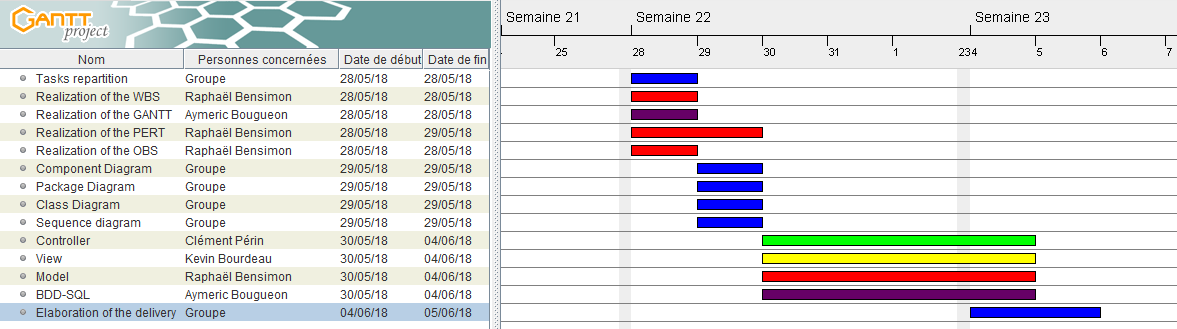 GANTT
project
Semaine 21 Semaine 22 Semaine 23
25 28 29 30 31 1 234 5 6 7
Nom Personnes concernées Date de début Date de fin
Tasks repartition Groupe 28/05/18 28/05/18
Realization of the WBS Raphaël Bensimon 28/05/18 28/05/18
Realization of the GANTT Aymeric Bougueon 28/05/18 28/05/18
Realization of the PERT Raphaël Bensimon 28/05/18 29/05/18
Realization of the OBS Raphaël Bensimon 28/05/18 28/05/18
Component Diagram Groupe 29/05/18 29/05/18
Package Diagram Groupe 29/05/18 29/05/18
Class Diagram Groupe 29/05/18 29/05/18
Sequence diagram Groupe 29/05/18 29/05/18
Controller Clément Périn 30/05/18 04/06/18
View Kevin Bourdeau 30/05/18 04/06/18
Model Raphaël Bensimon 30/05/18 04/06/18
BDD-SQL Aymeric Bougueon 30/05/18 04/06/18
Elaboration of the delivery Groupe 04/06/18 05/06/18